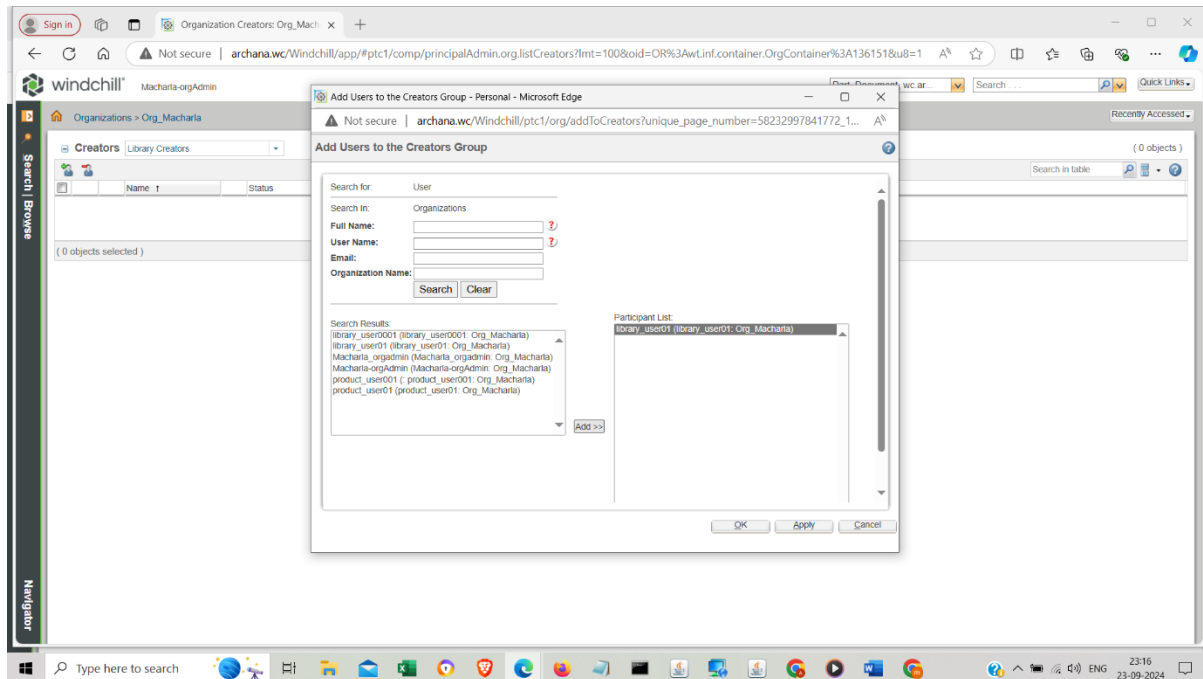 Sign in
Organization Creators: Org_Mach
Not secure | archana.wc/Windchill/app/#ptc1/comp/principalAdmin.org.listCreators?lmt=100&oid=OR%3Awt.inf.container.OrgContainer%3A136151&u8=1
windchill Macharla-orgAdmin
wc.ar...
Search . . .
Quick Links
Organizations > Org_Macharla
Recently Accessed
Creators Library Creators
( 0 objects )
Search in table
Name
Status
( 0 objects selected )
Search | Browse
Navigator
Add Users to the Creators Group - Personal - Microsoft Edge
Not secure | archana.wc/Windchill/ptc1/org/addToCreators?unique_page_number=58232997841772_1...
Add Users to the Creators Group
Search for: User
Search In: Organizations
Full Name:
User Name:
Email:
Organization Name:
Search Clear
Search Results:
library_user0001 (library_user0001: Org_Macharla)
library_user01 (library_user01: Org_Macharla)
Macharla_orgadmin (Macharla_orgadmin: Org_Macharla)
Macharla-orgAdmin (Macharla-orgAdmin: Org_Macharla)
product_user001 (: product_user001: Org_Macharla)
product_user01 (product_user01: Org_Macharla)
Add >>
Participant List:
library_user01 (library_user01: Org_Macharla)
OK Apply Cancel
Type here to search
ENG
23:16
23-09-2024